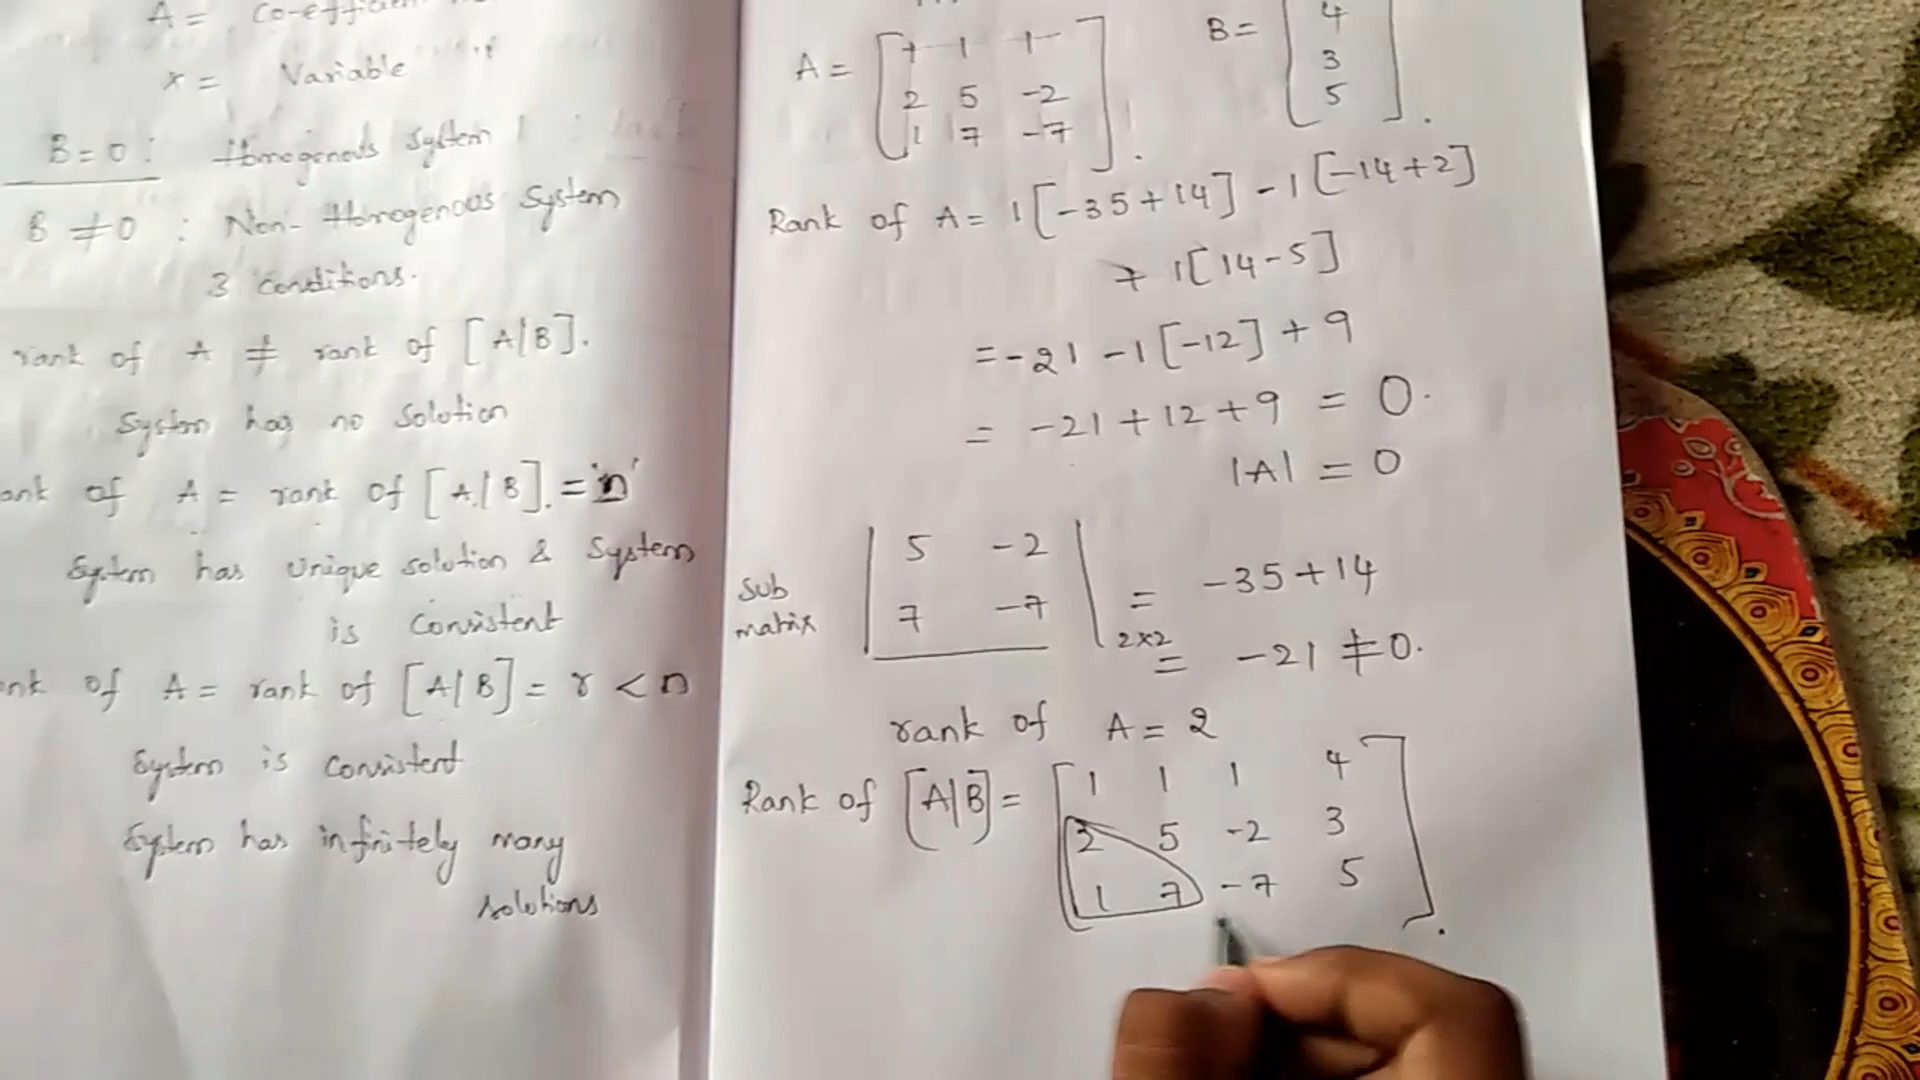 A = Co-efficient
x = Variable
B = 0 : Homogenous System
B ≠ 0 : Non-Homogenous System
3 Conditions.
rank of A ≠ rank of [A|B].
System has no Solution
ank of A = rank of [A|B]. = 'n'
System has Unique solution & System
is Consistent
nk of A = rank of [A|B] = r < n
System is Consistent
System has infinitely many
solutions
A = [ 1 1 1
2 5 -2
1 7 -7 ].
B = [ 4
3
5 ].
Rank of A = 1[-35+14] -1[-14+2]
+ 1[14-5]
= -21 -1[-12] + 9
= -21 + 12 + 9 = 0.
|A| = 0
Sub matrix
| 5 -2
7 -7 | 2x2
= -35+14
= -21 ≠ 0.
rank of A = 2
Rank of [A|B] = [ 1 1 1 4
2 5 -2 3
1 7 -7 5 ].